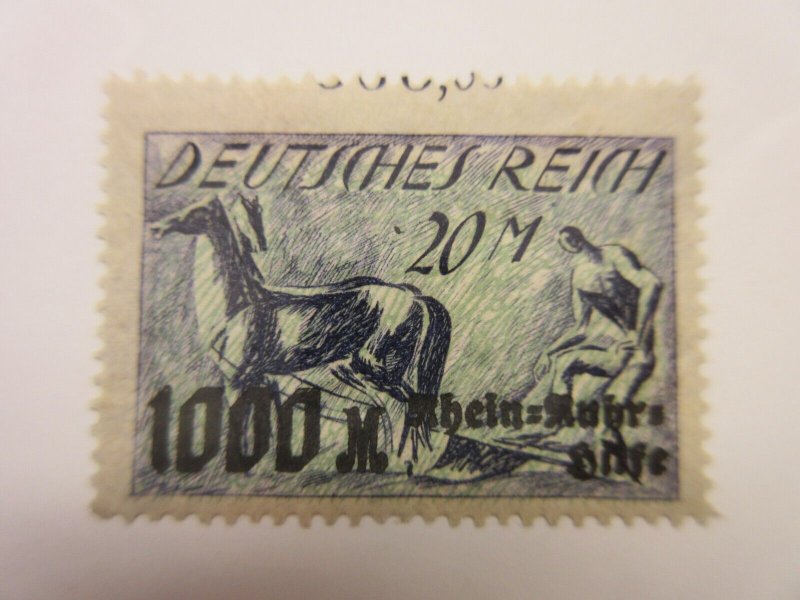 DEUTSCHES REICH
20 M
1000 M. Rhein=Ruhr=
Hilfe